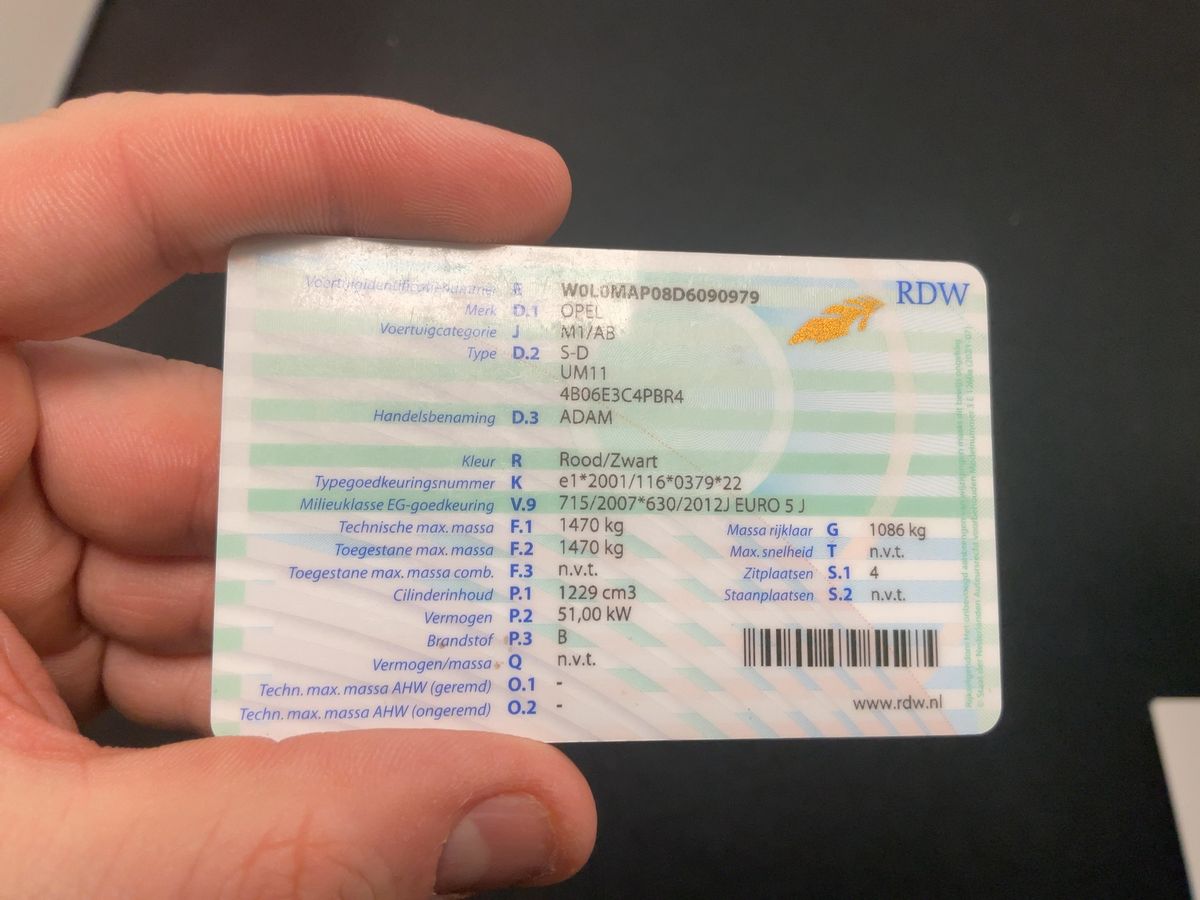 RDW
Voertuigidentificatienummer E W0L0MAP08D6090979
Merk D.1 OPEL
Voertuigcategorie J M1/AB
Type D.2 S-D
UM11
4B06E3C4PBR4
Handelsbenaming D.3 ADAM
Kleur R Rood/Zwart
Typegoedkeuringsnummer K e1*2001/116*0379*22
Milieuklasse EG-goedkeuring V.9 715/2007*630/2012J EURO 5 J
Technische max. massa F.1 1470 kg Massa rijklaar G 1086 kg
Toegestane max. massa F.2 1470 kg Max. snelheid T n.v.t.
Toegestane max. massa comb. F.3 n.v.t. Zitplaatsen S.1 4
Cilinderinhoud P.1 1229 cm3 Staanplaatsen S.2 n.v.t.
Vermogen P.2 51,00 kW
Brandstof P.3 B
Vermogen/massa Q n.v.t.
Techn. max. massa AHW (geremd) O.1 -
Techn. max. massa AHW (ongeremd) O.2 -
www.rdw.nl